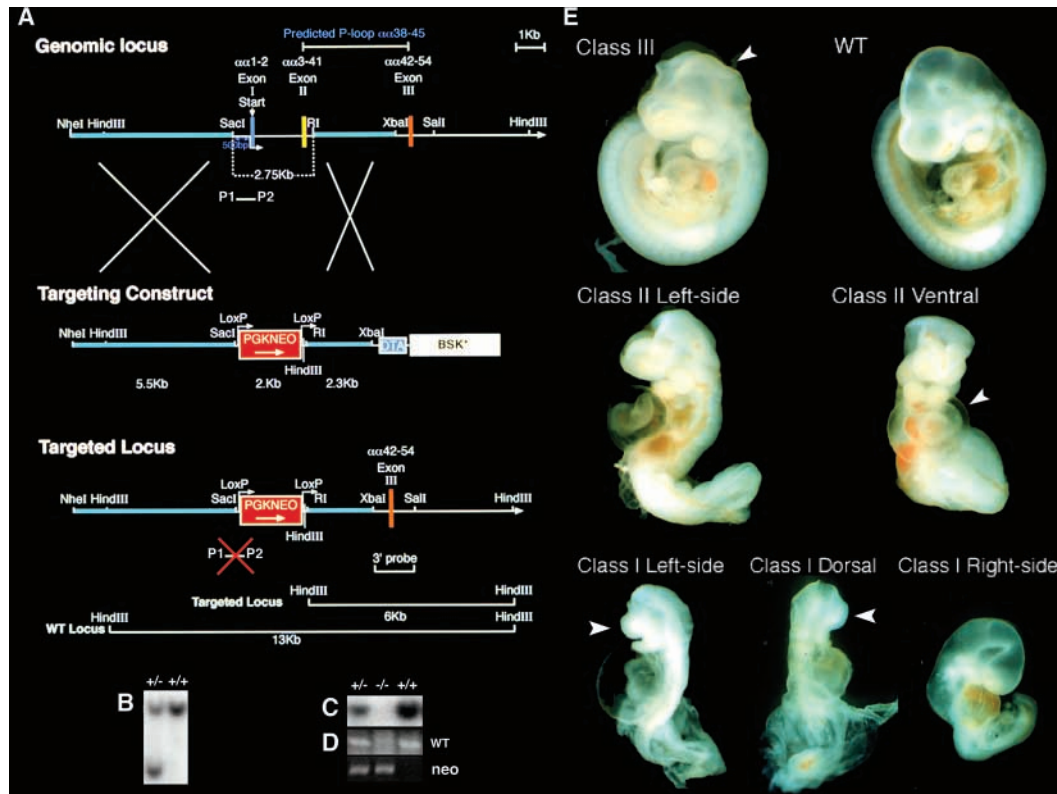 A
Genomic locus
Predicted P-loop αα38-45
1Kb
αα1-2 αα3-41 αα42-54
Exon Exon Exon
I II III
Start
NheI HindIII SacI RI XbaI SalI HindIII
500bp
2.75Kb
P1 P2
Targeting Construct
LoxP LoxP
NheI HindIII SacI PGKNEO RI XbaI DTA BSK+
HindIII
5.5Kb 2.Kb 2.3Kb
Targeted Locus
αα42-54
Exon
III
LoxP LoxP
NheI HindIII SacI PGKNEO RI XbaI SalI HindIII
HindIII
P1 P2
3' probe
HindIII HindIII
Targeted Locus
6Kb
HindIII HindIII
WT Locus
13Kb
B
+/- +/+
C
+/- -/- +/+
D
WT
neo
E
Class III WT
Class II Left-side Class II Ventral
Class I Left-side Class I Dorsal Class I Right-side